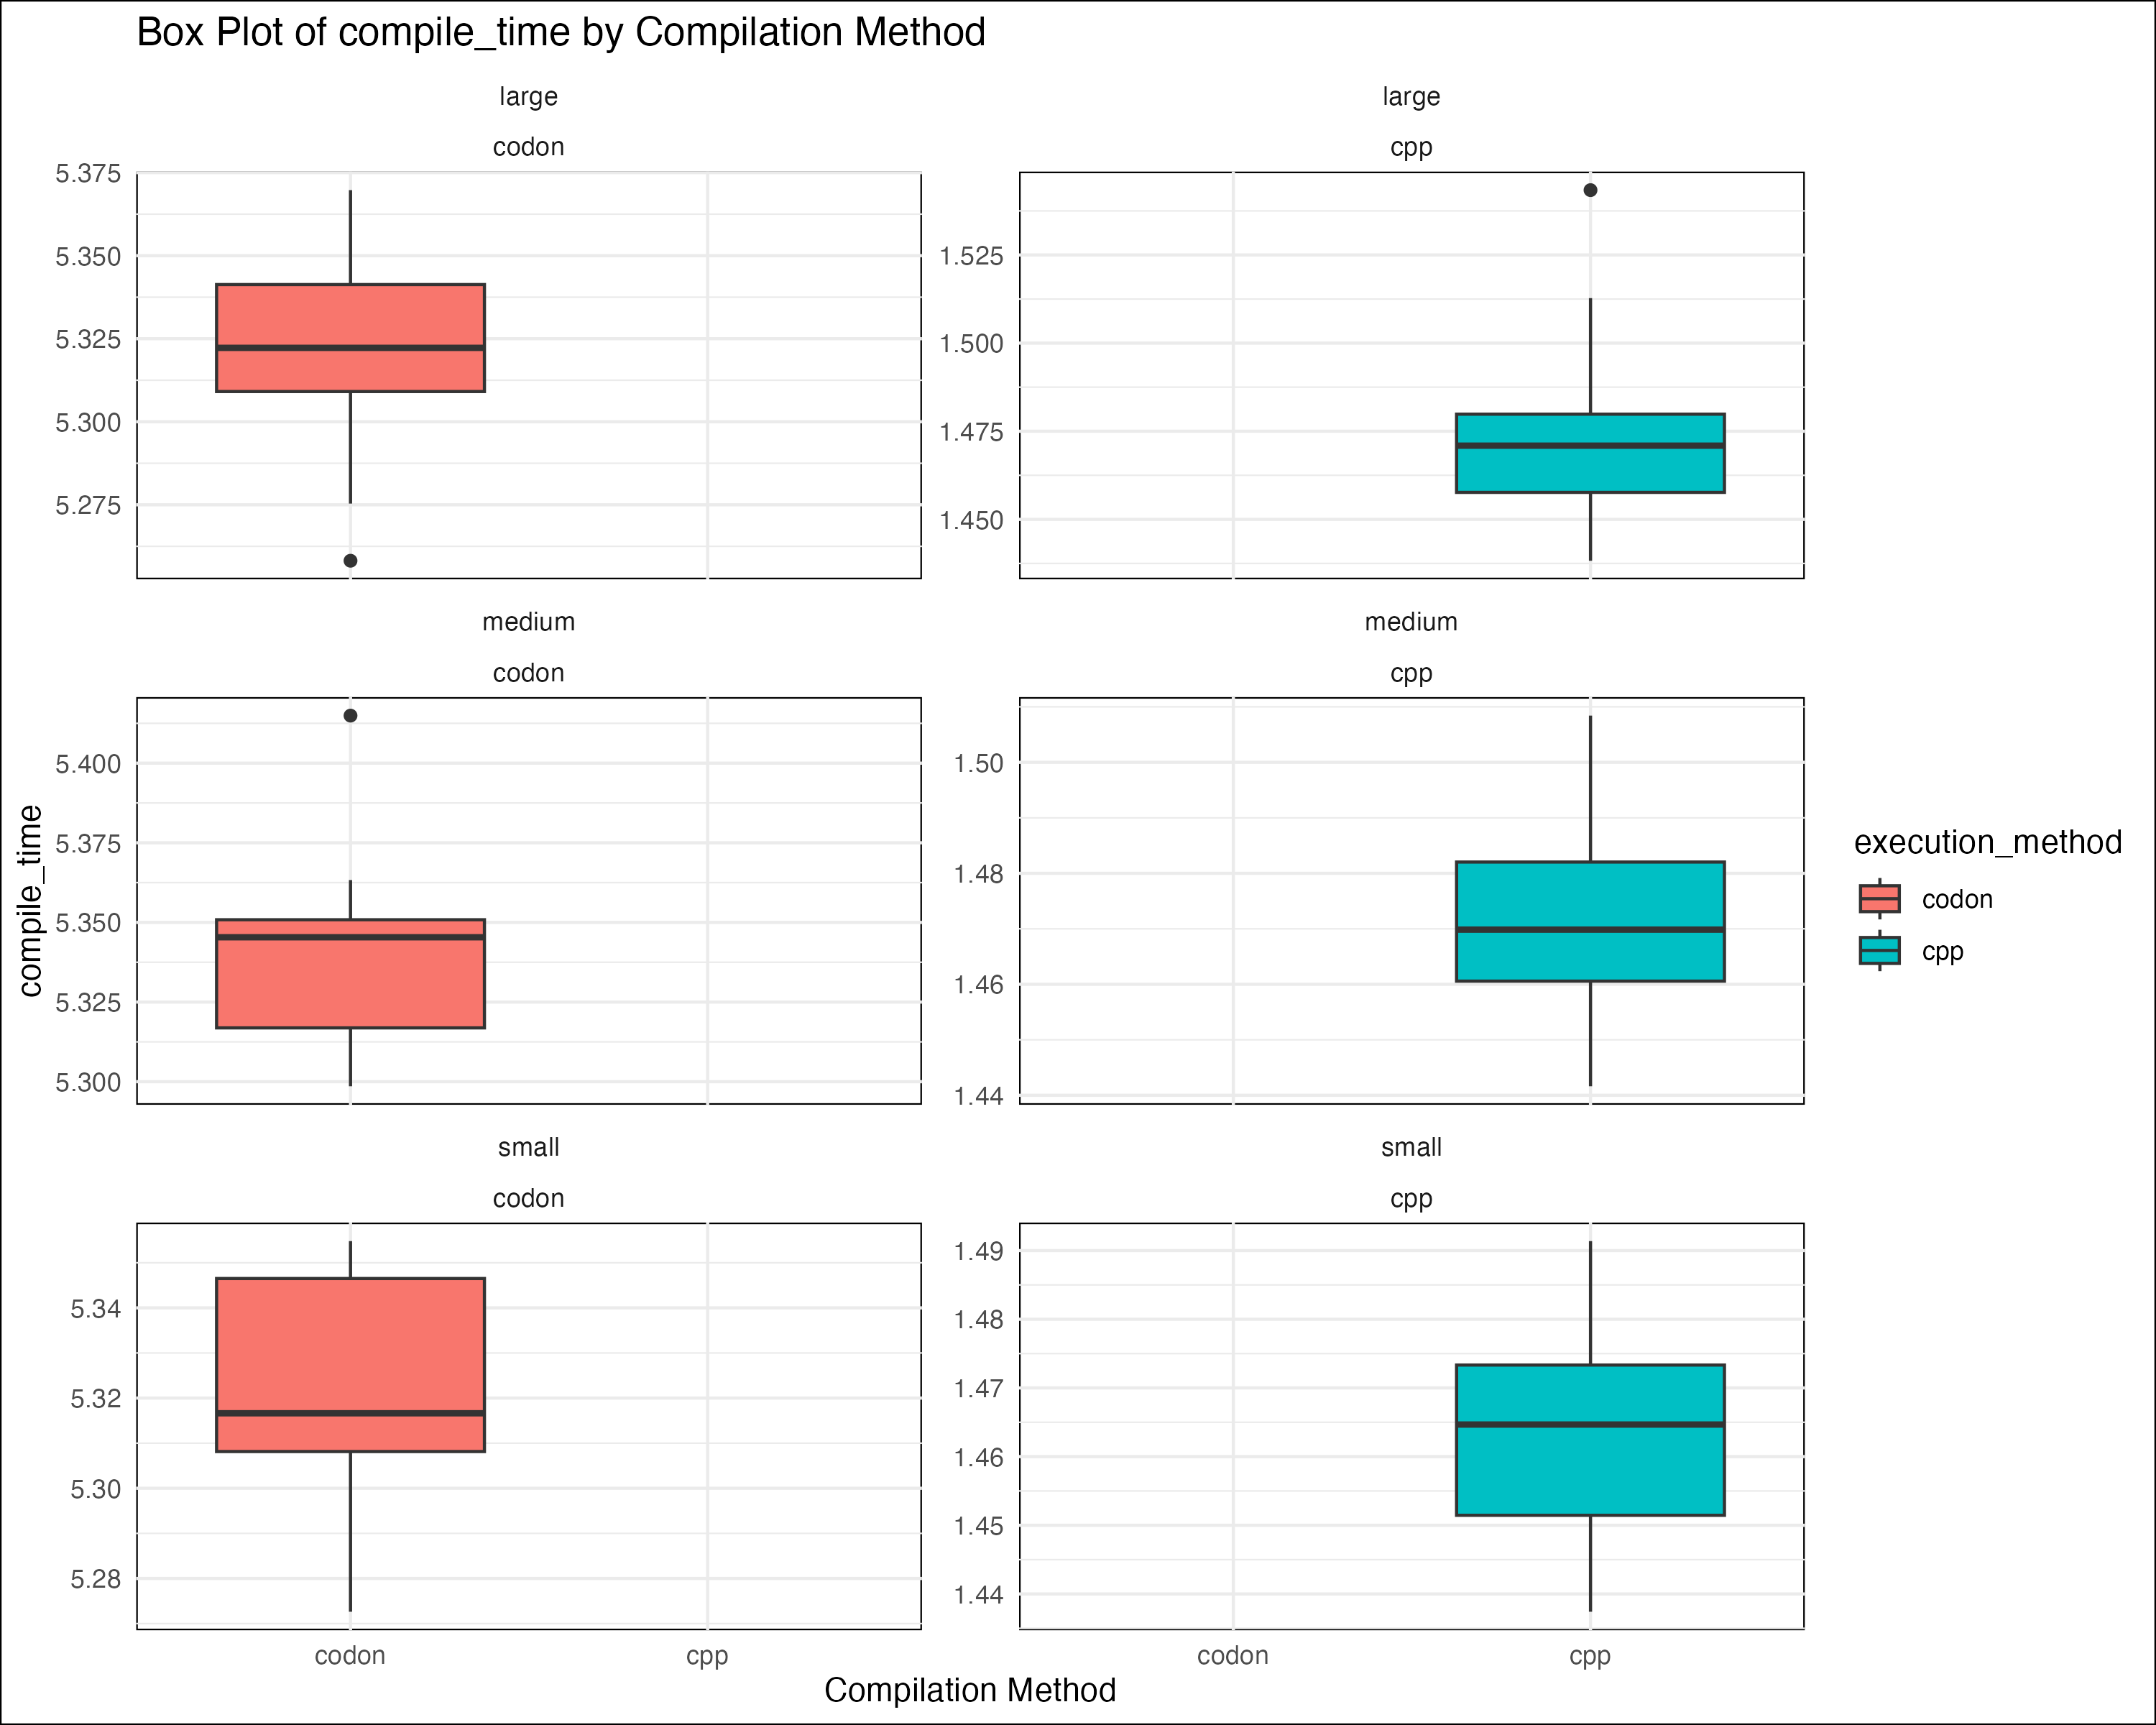 Box Plot of compile_time by Compilation Method
large
codon
5.375
5.350
5.325
5.300
5.275
large
cpp
1.525
1.500
1.475
1.450
medium
codon
5.400
5.375
5.350
5.325
5.300
medium
cpp
1.50
1.48
1.46
1.44
small
codon
5.34
5.32
5.30
5.28
small
cpp
1.49
1.48
1.47
1.46
1.45
1.44
codon
cpp
codon
cpp
compile_time
Compilation Method
execution_method
codon
cpp